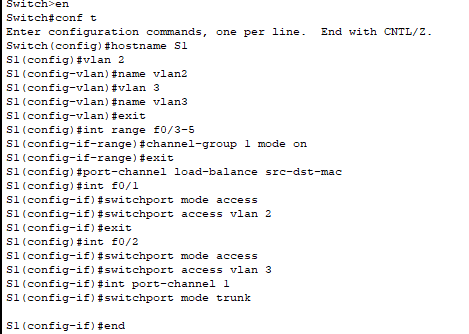 Switch>en
Switch#conf t
Enter configuration commands, one per line.  End with CNTL/Z.
Switch(config)#hostname S1
S1(config)#vlan 2
S1(config-vlan)#name vlan2
S1(config-vlan)#vlan 3
S1(config-vlan)#name vlan3
S1(config-vlan)#exit
S1(config)#int range f0/3-5
S1(config-if-range)#channel-group 1 mode on
S1(config-if-range)#exit
S1(config)#port-channel load-balance src-dst-mac
S1(config)#int f0/1
S1(config-if)#switchport mode access
S1(config-if)#switchport access vlan 2
S1(config-if)#exit
S1(config)#int f0/2
S1(config-if)#switchport mode access
S1(config-if)#switchport access vlan 3
S1(config-if)#int port-channel 1
S1(config-if)#switchport mode trunk
S1(config-if)#end